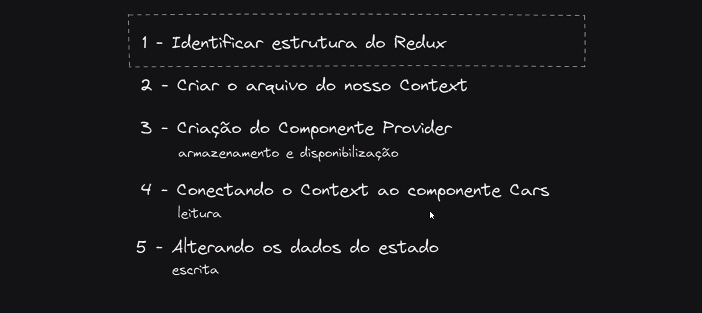 1 - Identificar estrutura do Redux
2 - Criar o arquivo do nosso Context
3 - Criação do Componente Provider
armazenamento e disponibilização
4 - Conectando o Context ao componente Cars
leitura
5 - Alterando os dados do estado
escrita